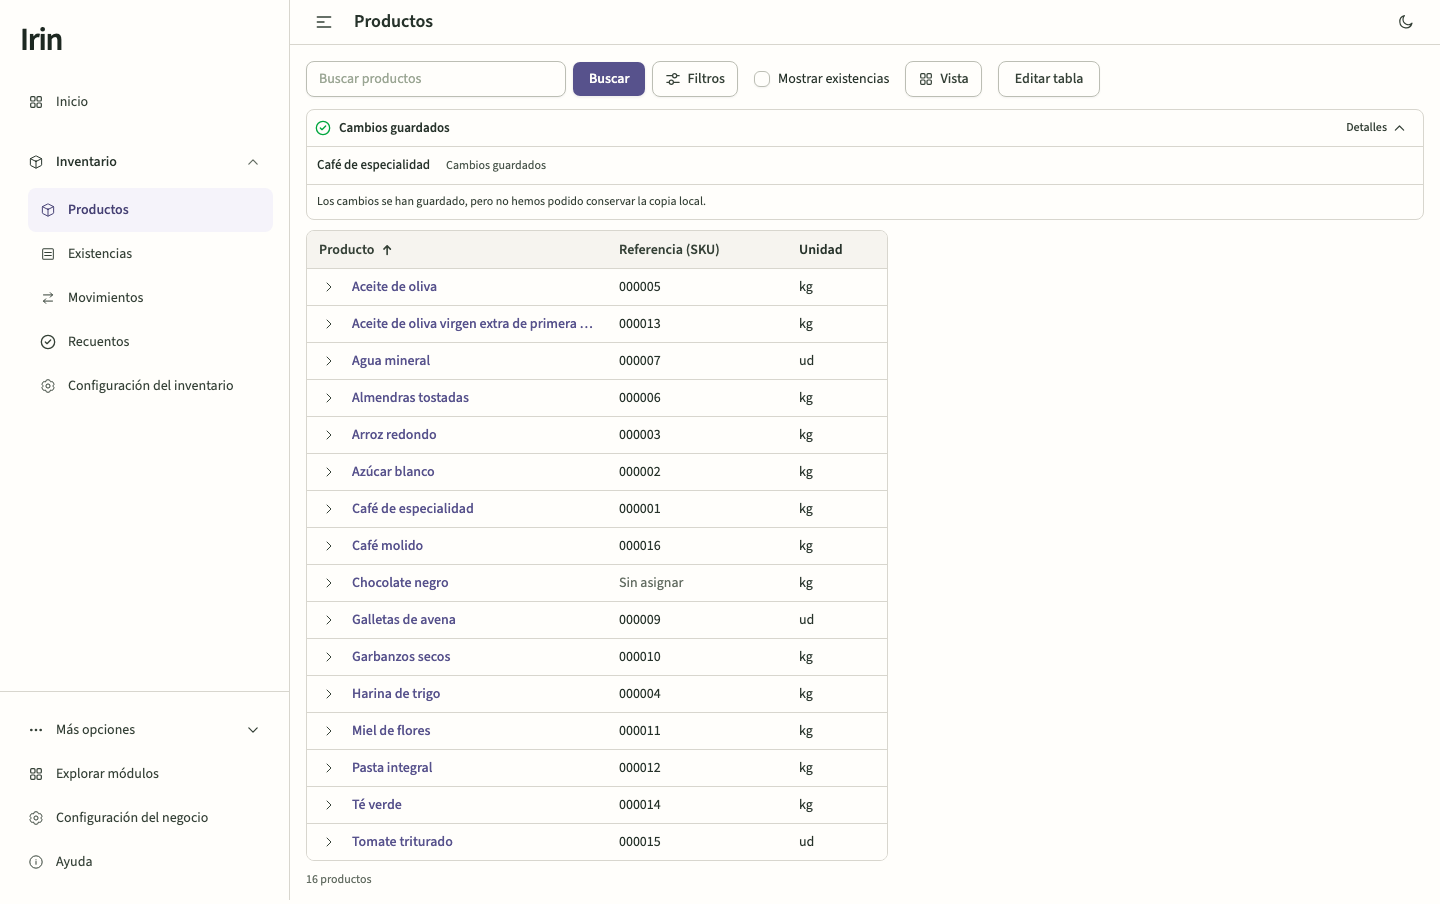 Irin
Productos
Inicio
Inventario
Productos
Existencias
Movimientos
Recuentos
Configuración del inventario
Más opciones
Explorar módulos
Configuración del negocio
Ayuda
Buscar productos
Buscar
Filtros
Mostrar existencias
Vista
Editar tabla
Cambios guardados
Detalles
Café de especialidad Cambios guardados
Los cambios se han guardado, pero no hemos podido conservar la copia local.
Producto Referencia (SKU) Unidad
Aceite de oliva 000005 kg
Aceite de oliva virgen extra de primera … 000013 kg
Agua mineral 000007 ud
Almendras tostadas 000006 kg
Arroz redondo 000003 kg
Azúcar blanco 000002 kg
Café de especialidad 000001 kg
Café molido 000016 kg
Chocolate negro Sin asignar kg
Galletas de avena 000009 ud
Garbanzos secos 000010 kg
Harina de trigo 000004 kg
Miel de flores 000011 kg
Pasta integral 000012 kg
Té verde 000014 kg
Tomate triturado 000015 ud
16 productos